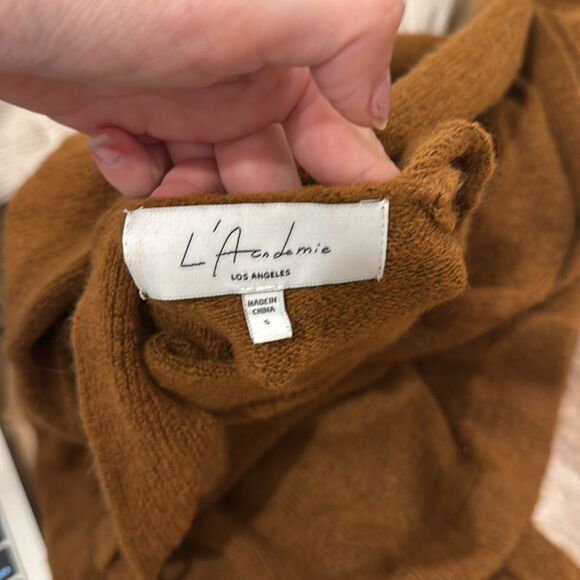 L'Academie
LOS ANGELES
MADE IN
CHINA
S